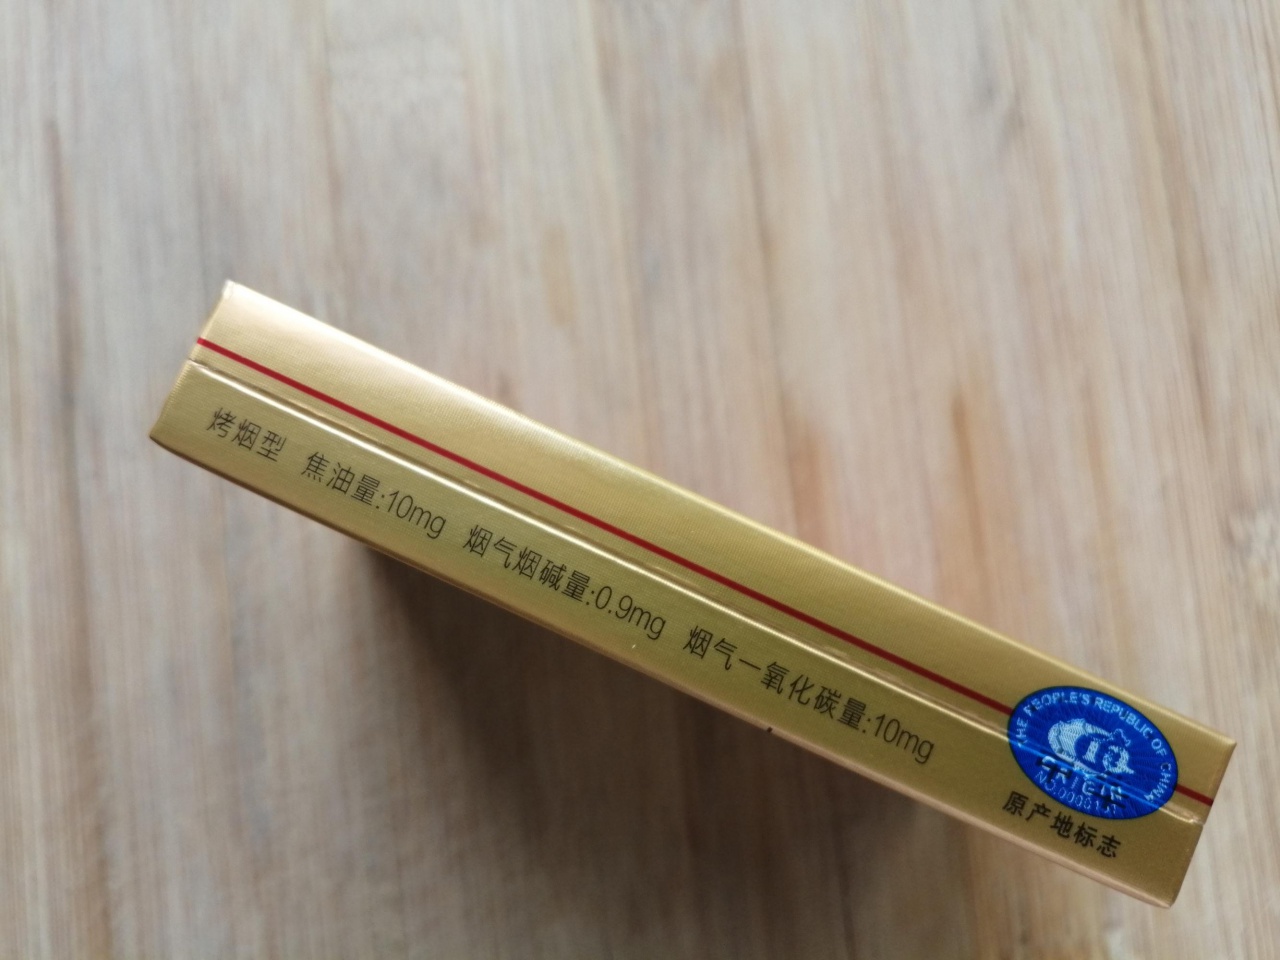 烤烟型 焦油量:10mg 烟气烟碱量:0.9mg 烟气一氧化碳量:10mg
THE PEOPLE'S REPUBLIC OF CHINA
原产地标志